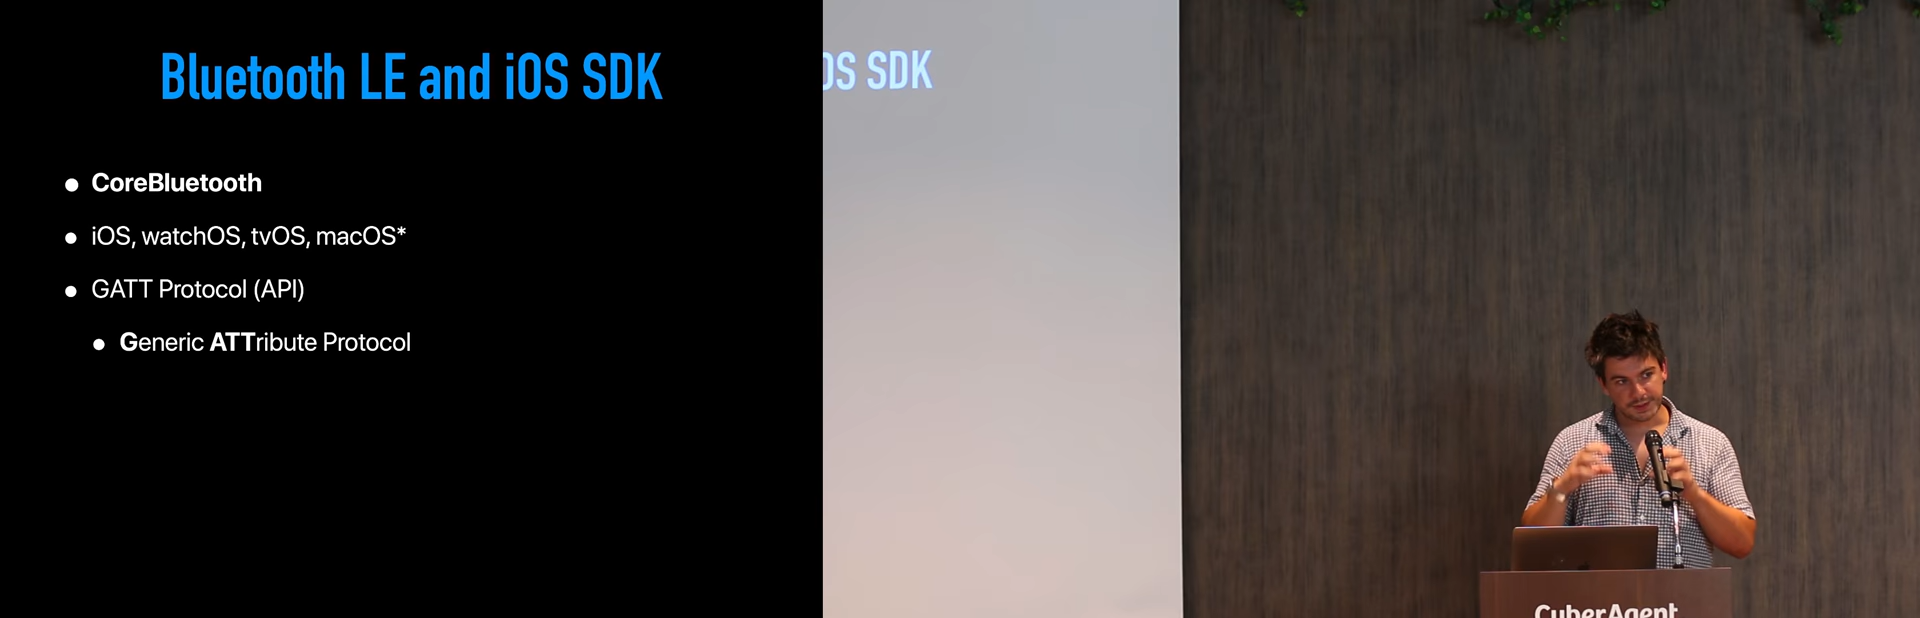 Bluetooth LE and iOS SDK
• CoreBluetooth
• iOS, watchOS, tvOS, macOS*
• GATT Protocol (API)
• Generic ATTribute Protocol
OS SDK
CyberAgent